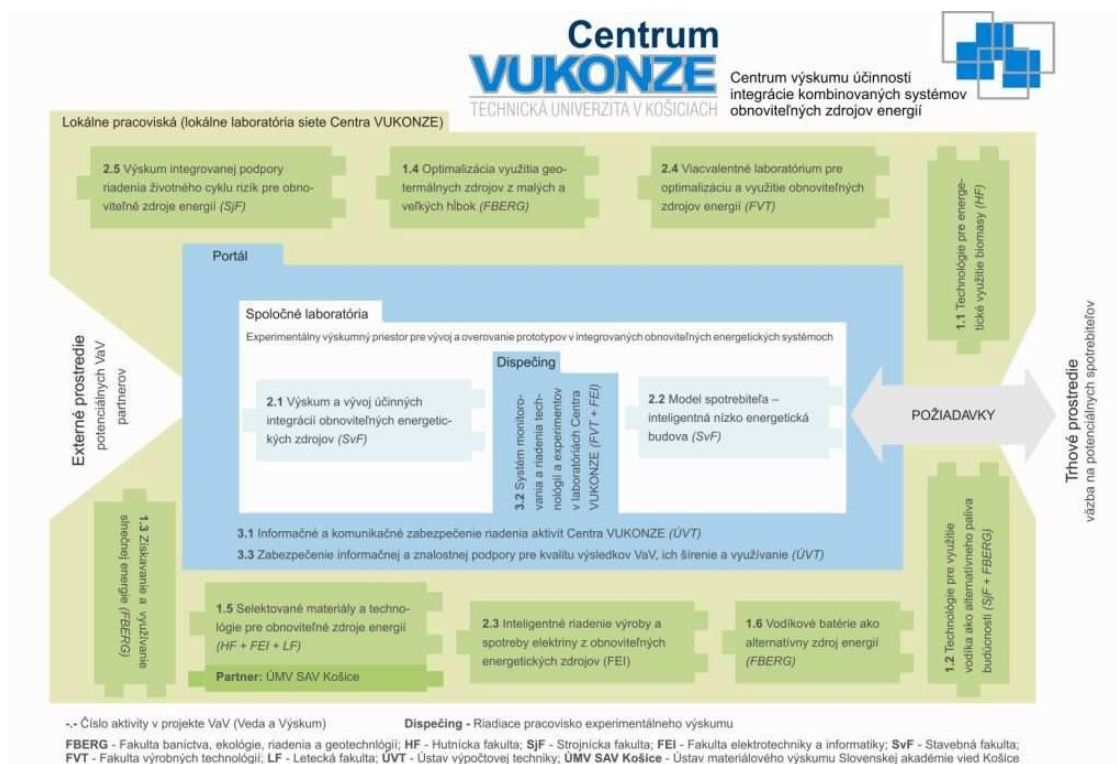 Centrum
VUKONZE
TECHNICKÁ UNIVERZITA V KOŠICIACH
Centrum výskumu účinnosti
integrácie kombinovaných systémov
obnoviteľných zdrojov energií
Lokálne pracoviská (lokálne laboratória siete Centra VUKONZE)
2.5 Výskum integrovanej podpory
riadenia životného cyklu rizík pre obno-
viteľné zdroje energií (SjF)
1.4 Optimalizácia využitia geo-
termálnych zdrojov z malých a
veľkých hĺbok (FBERG)
2.4 Viacvalentné laboratórium pre
optimalizáciu a využitie obnoviteľných
zdrojov energií (FVT)
1.1 Technológie pre energe-
tické využitie biomasy (HF)
Portál
Spoločné laboratória
Experimentálny výskumný priestor pre vývoj a overovanie prototypov v integrovaných obnoviteľných energetických systémoch
Dispečing
2.1 Výskum a vývoj účinných
integrácií obnoviteľných energetic-
kých zdrojov (SvF)
3.2 Systém monitoro-
vania a riadenia tech-
nológií a experimentov
v laboratóriách Centra
VUKONZE (FVT + FEI)
2.2 Model spotrebiteľa –
inteligentná nízko energetická
budova (SvF)
Externé prostredie
potenciálnych VaV
partnerov
POŽIADAVKY
Trhové prostredie
väzba na potenciálnych spotrebiteľov
3.1 Informačné a komunikačné zabezpečenie riadenia aktivít Centra VUKONZE (ÚVT)
3.3 Zabezpečenie informačnej a znalostnej podpory pre kvalitu výsledkov VaV, ich šírenie a využívanie (ÚVT)
1.3 Získavanie a využívanie
slnečnej energie (FBERG)
1.5 Selektované materiály a techno-
lógie pre obnoviteľné zdroje energií
(HF + FEI + LF)
Partner: ÚMV SAV Košice
2.3 Inteligentné riadenie výroby a
spotreby elektriny z obnoviteľných
energetických zdrojov (FEI)
1.6 Vodíkové batérie ako
alternatívny zdroj energií
(FBERG)
1.2 Technológie pre využitie
vodíka ako alternatívneho paliva
budúcnosti (SjF + FBERG)
-.- Číslo aktivity v projekte VaV (Veda a Výskum)
Dispečing - Riadiace pracovisko experimentálneho výskumu
FBERG - Fakulta baníctva, ekológie, riadenia a geotechnlógií; HF - Hutnícka fakulta; SjF - Strojnícka fakulta; FEI - Fakulta elektrotechniky a informatiky; SvF - Stavebná fakulta;
FVT - Fakulta výrobných technológií; LF - Letecká fakulta; ÚVT - Ústav výpočtovej techniky; ÚMV SAV Košice - Ústav materiálového výskumu Slovenskej akadémie vied Košice